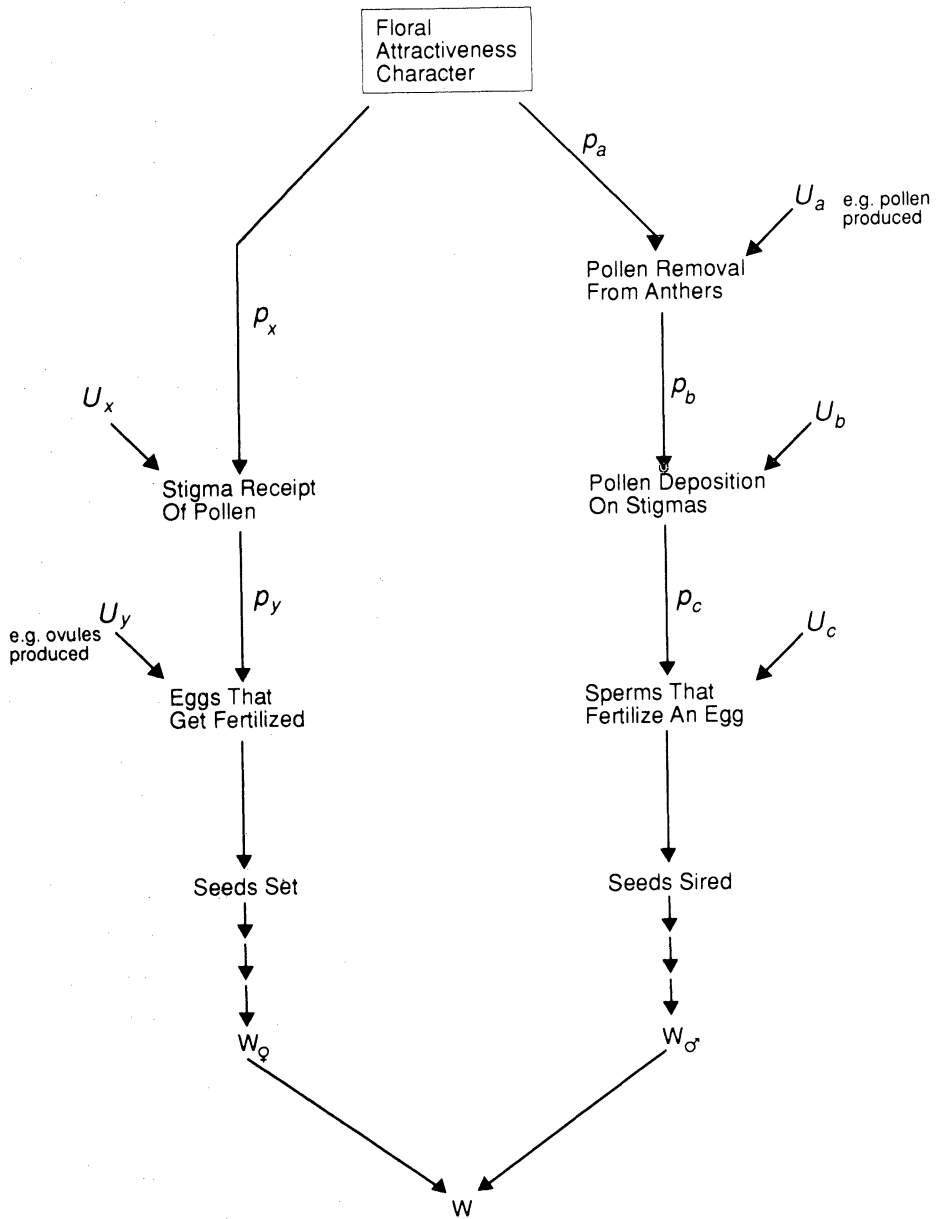 Floral
Attractiveness
Character
p_a
U_a e.g. pollen
produced
Pollen Removal
From Anthers
p_x
p_b
U_x
U_b
Stigma Receipt
Of Pollen
Pollen Deposition
On Stigmas
p_y
p_c
U_y
e.g. ovules
produced
U_c
Eggs That
Get Fertilized
Sperms That
Fertilize An Egg
Seeds Set
Seeds Sired
W♀
W♂
W